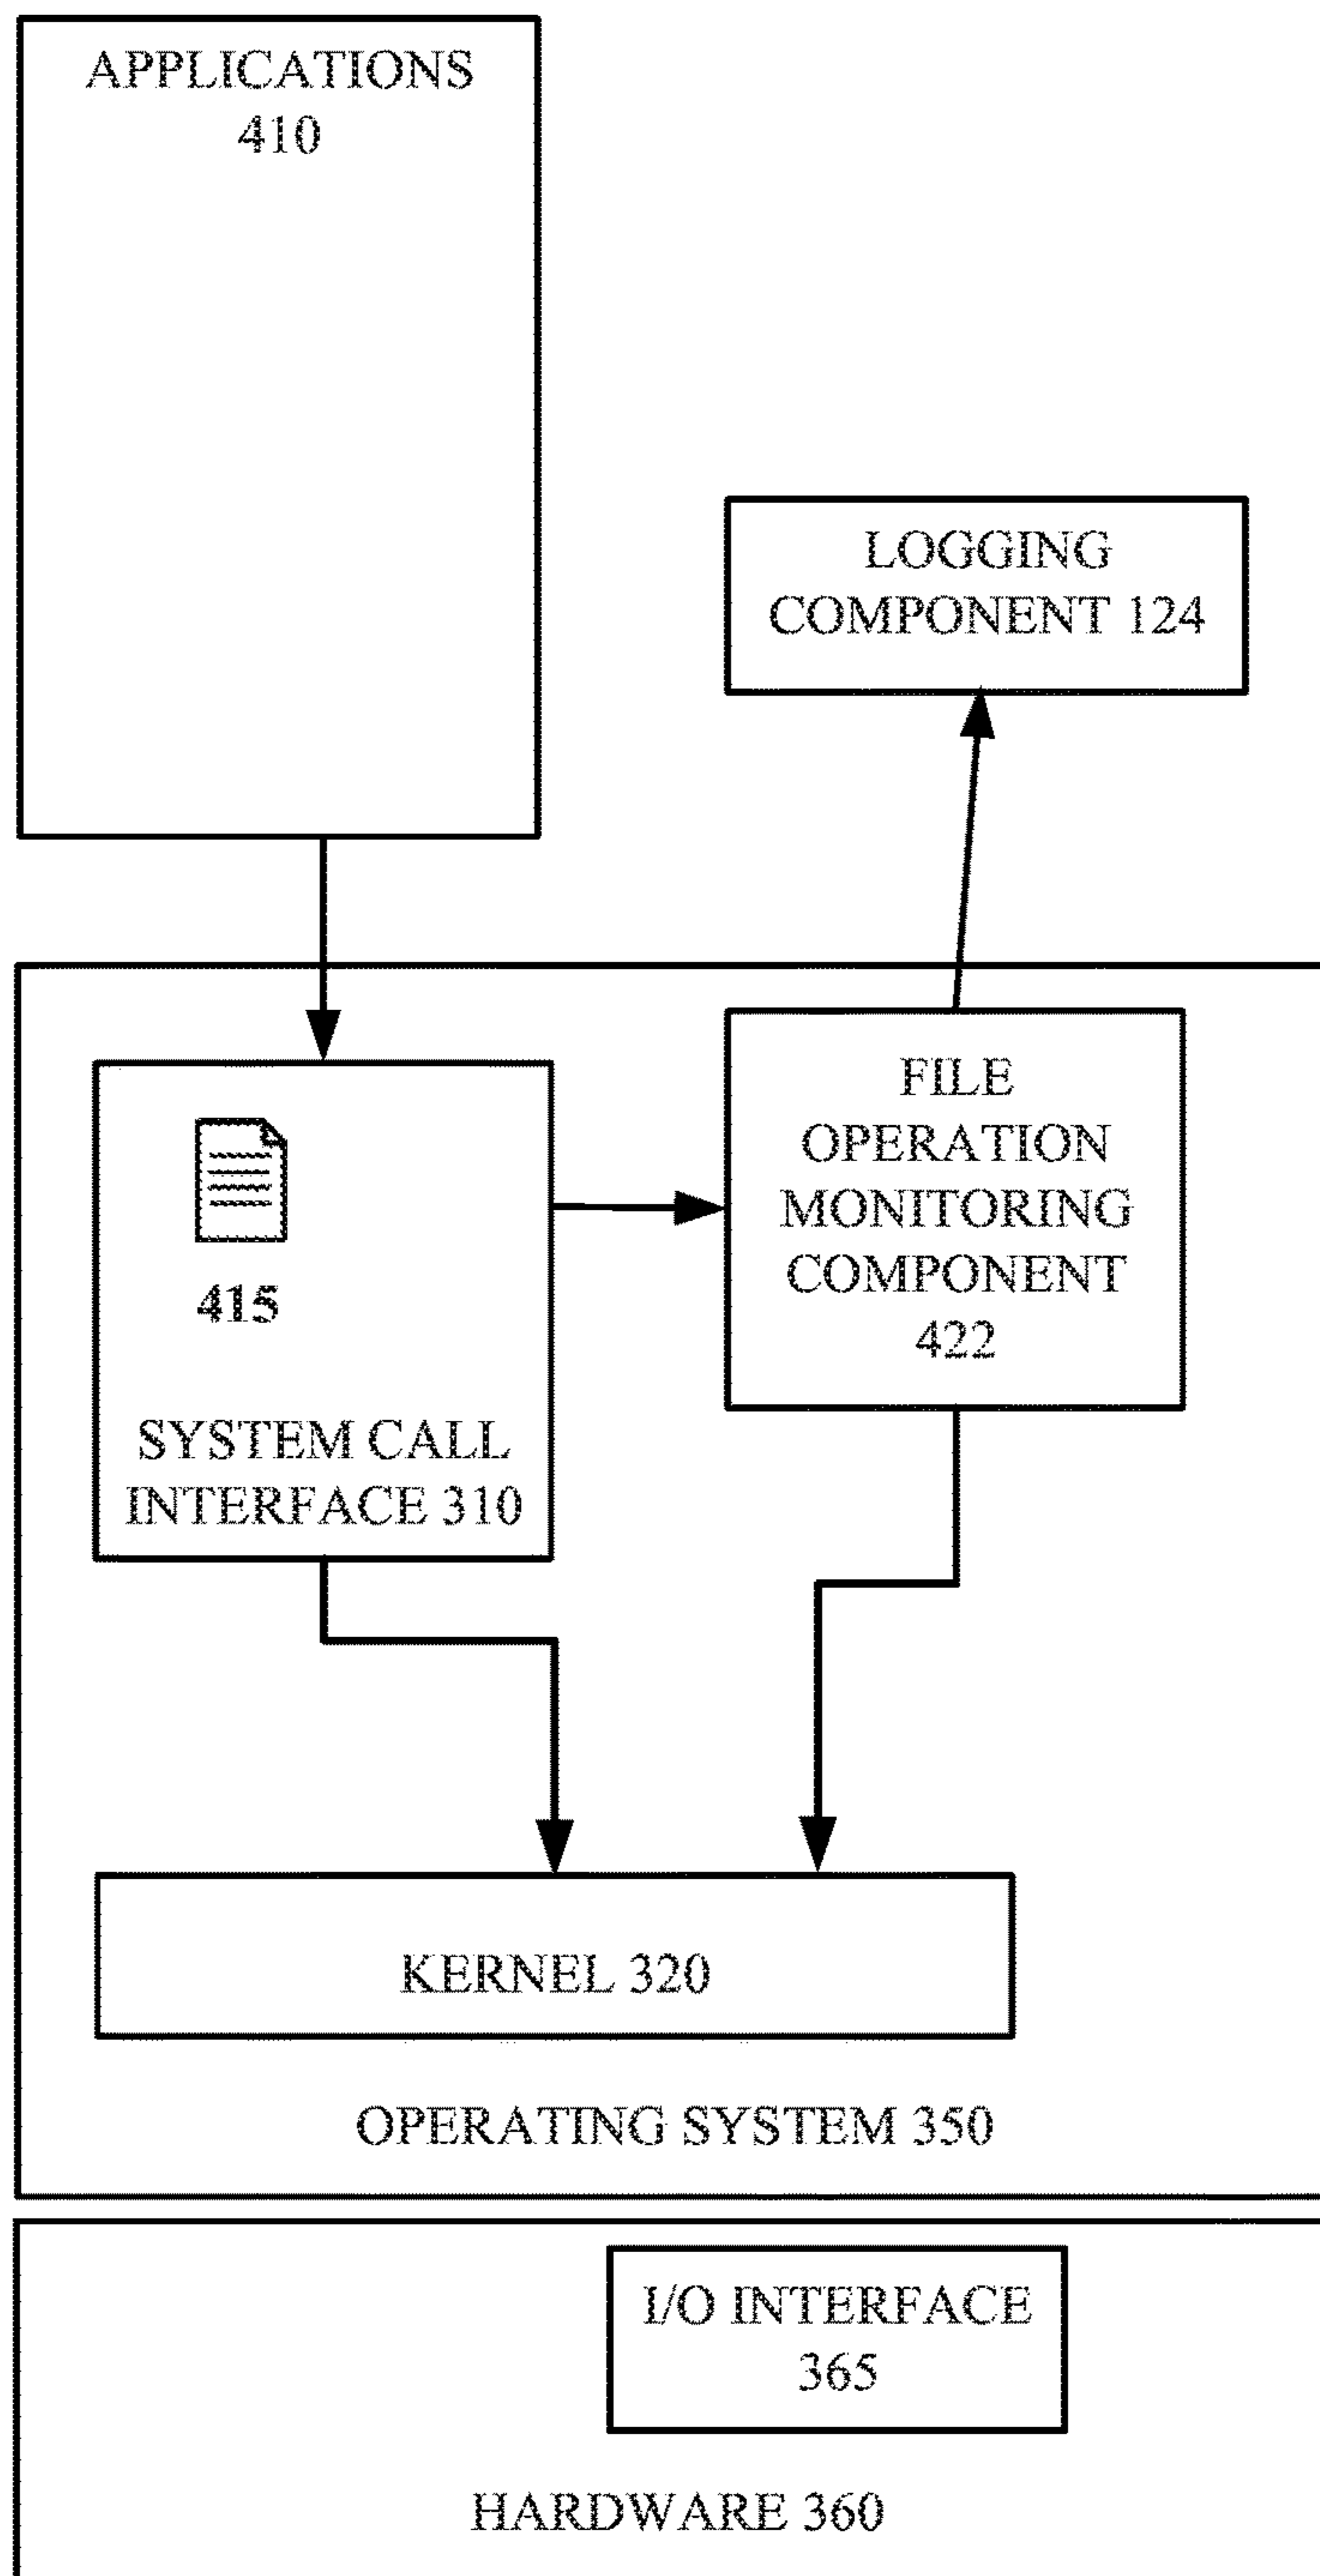 APPLICATIONS
410
LOGGING
COMPONENT 124
FILE
OPERATION
MONITORING
COMPONENT
422
415
SYSTEM CALL
INTERFACE 310
KERNEL 320
OPERATING SYSTEM 350
I/O INTERFACE
365
HARDWARE 360